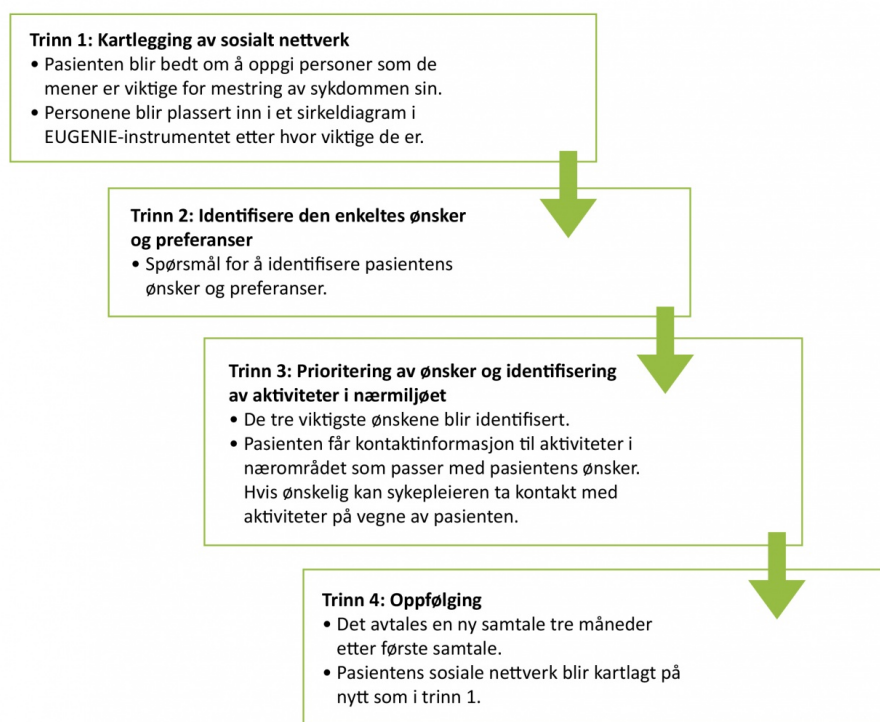 Trinn 1: Kartlegging av sosialt nettverk
• Pasienten blir bedt om å oppgi personer som de
mener er viktige for mestring av sykdommen sin.
• Personene blir plassert inn i et sirkeldiagram i
EUGENIE-instrumentet etter hvor viktige de er.
Trinn 2: Identifisere den enkeltes ønsker
og preferanser
• Spørsmål for å identifisere pasientens
ønsker og preferanser.
Trinn 3: Prioritering av ønsker og identifisering
av aktiviteter i nærmiljøet
• De tre viktigste ønskene blir identifisert.
• Pasienten får kontaktinformasjon til aktiviteter i
nærområdet som passer med pasientens ønsker.
Hvis ønskelig kan sykepleieren ta kontakt med
aktiviteter på vegne av pasienten.
Trinn 4: Oppfølging
• Det avtales en ny samtale tre måneder
etter første samtale.
• Pasientens sosiale nettverk blir kartlagt på
nytt som i trinn 1.